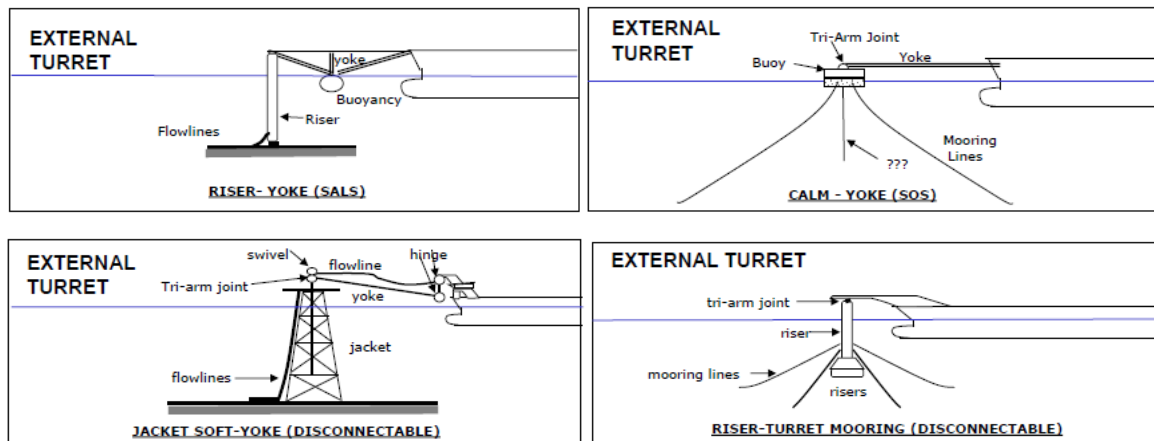 EXTERNAL
TURRET
yoke
Buoyancy
Riser
Flowlines
RISER- YOKE (SALS)
EXTERNAL
TURRET
Tri-Arm Joint
Buoy
Yoke
Mooring
Lines
???
CALM - YOKE (SOS)
EXTERNAL
TURRET
swivel
flowline
hinge
Tri-arm joint
yoke
jacket
flowlines
JACKET SOFT-YOKE (DISCONNECTABLE)
EXTERNAL TURRET
tri-arm joint
riser
mooring lines
risers
RISER-TURRET MOORING (DISCONNECTABLE)